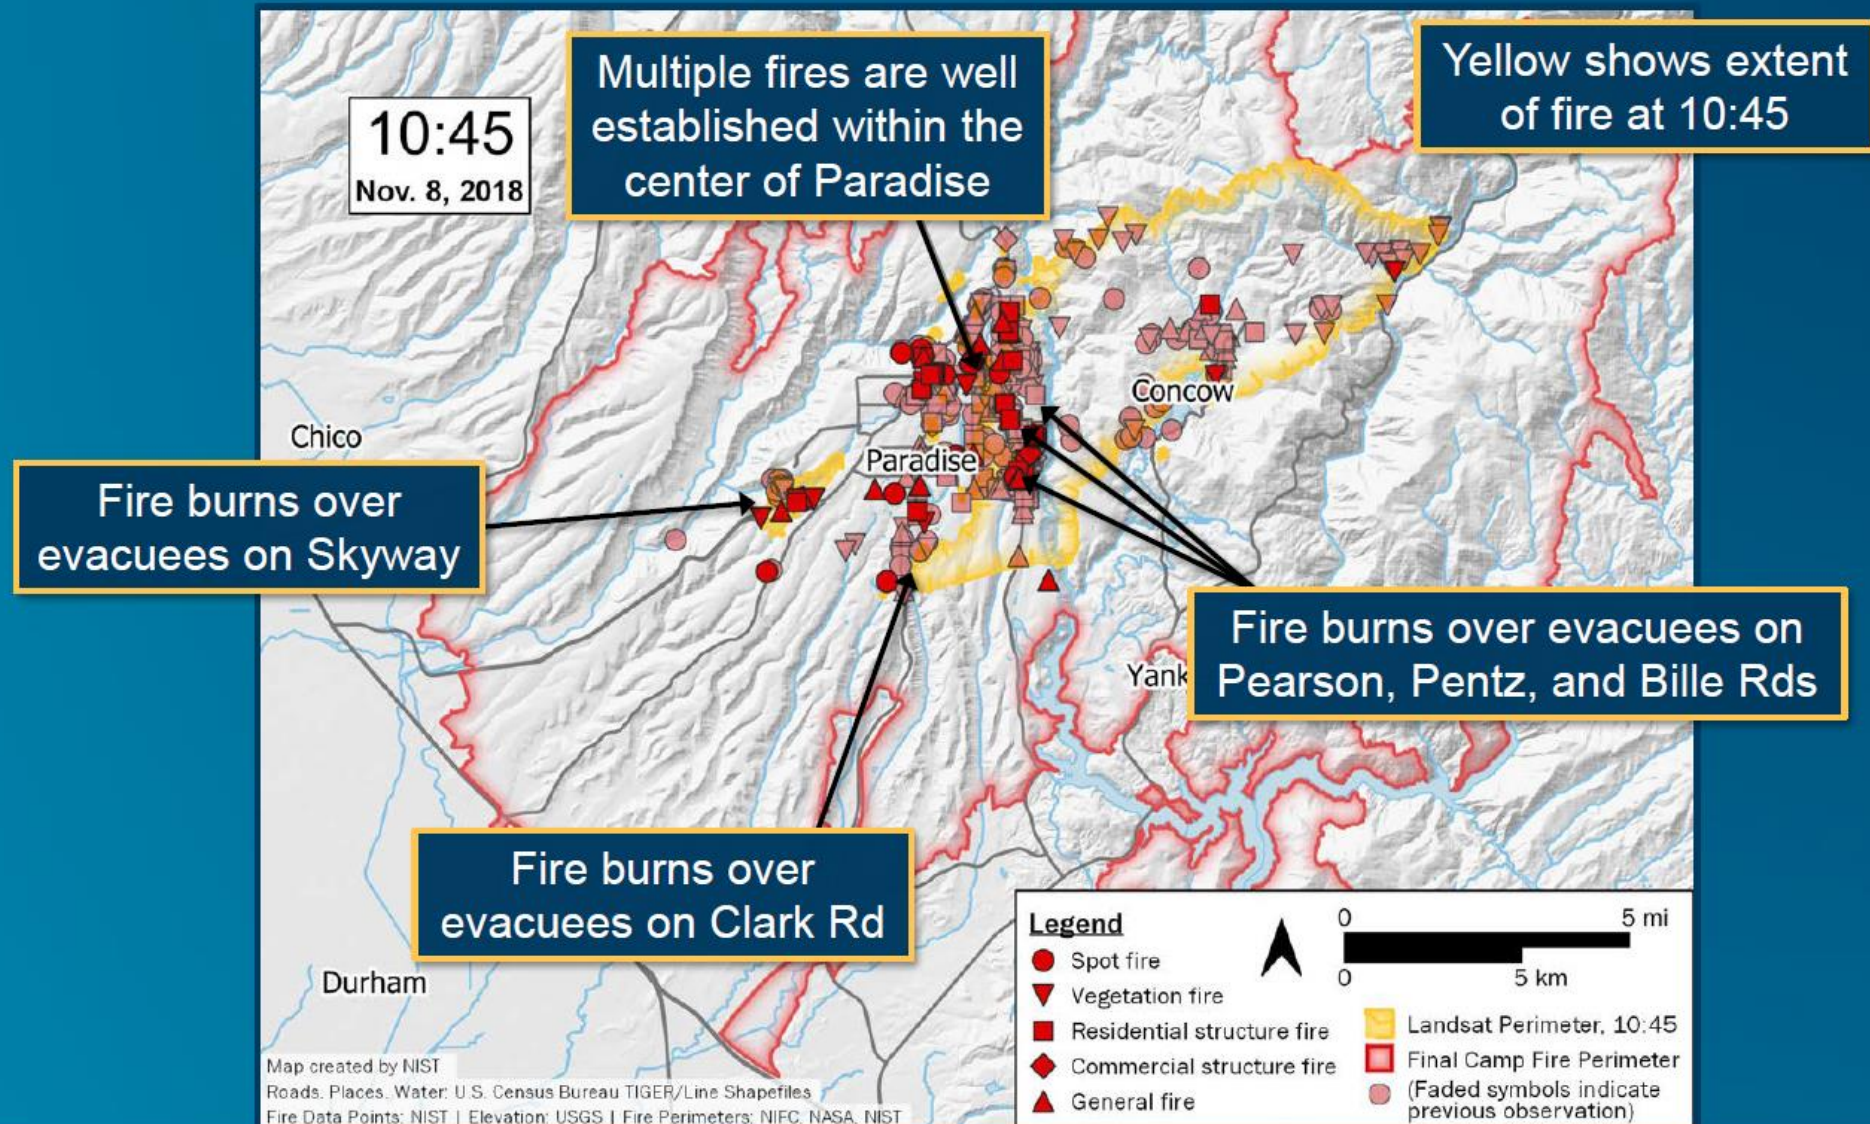 Multiple fires are well
established within the
center of Paradise
Yellow shows extent
of fire at 10:45
10:45
Nov. 8, 2018
Concow
Chico
Paradise
Fire burns over
evacuees on Skyway
Fire burns over evacuees on
Pearson, Pentz, and Bille Rds
Yank
Fire burns over
evacuees on Clark Rd
Durham
Legend
Spot fire
Vegetation fire
Residential structure fire
Commercial structure fire
General fire
0 5 mi
0 5 km
Landsat Perimeter, 10:45
Final Camp Fire Perimeter
(Faded symbols indicate
previous observation)
Map created by NIST
Roads, Places, Water: U.S. Census Bureau TIGER/Line Shapefiles
Fire Data Points: NIST | Elevation: USGS | Fire Perimeters: NIFC, NASA, NIST